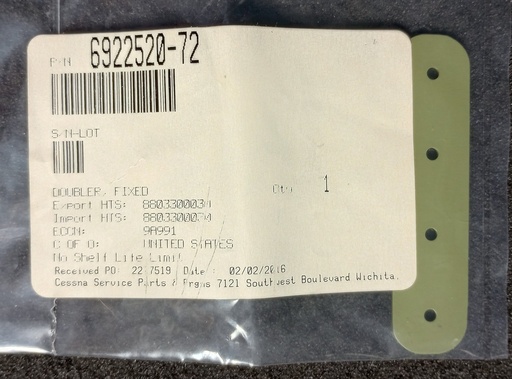 P/N 6922520-72
S/N-LOT
DOUBLER, FIXED
Qty 1
Export HTS: 8803300030
Import HTS: 8803300030
ECCN: 9A991
C OF O: UNITED STATES
No Shelf Life Limit
Received PO: 7519 Date : 02/02/2016
Cessna Service Parts & Prgms 7121 Southwest Boulevard Wichita,